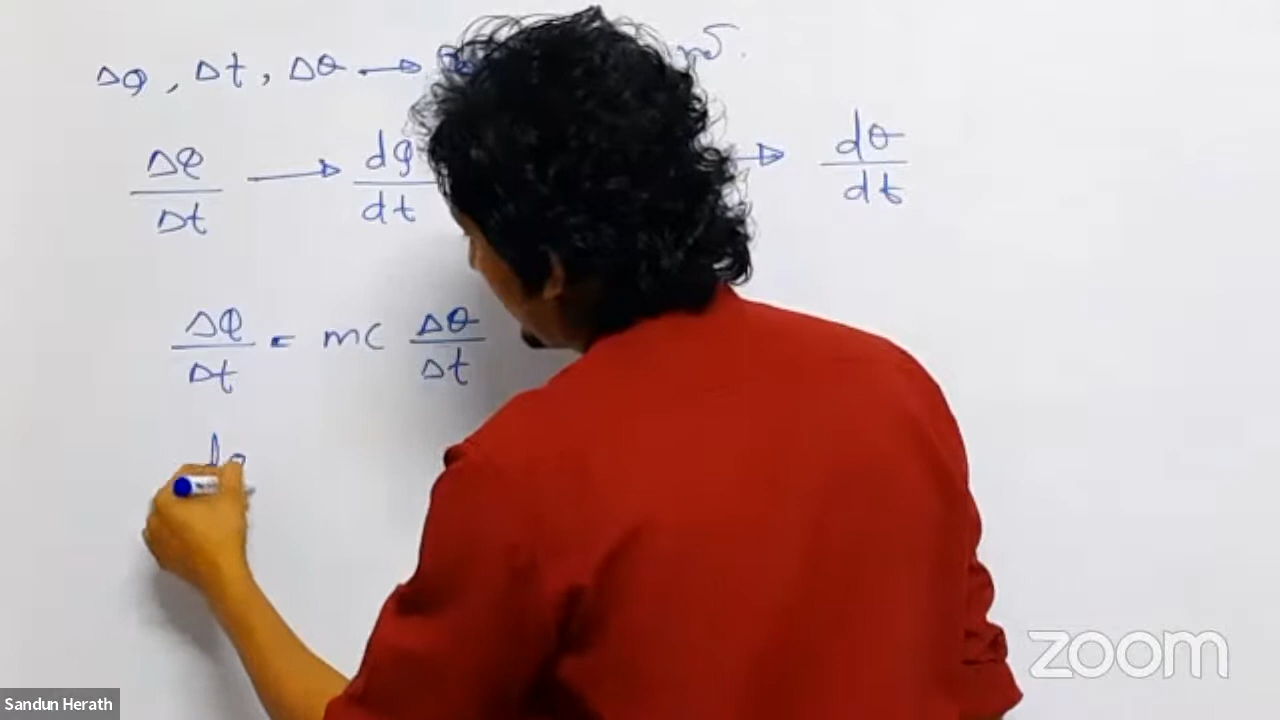 ΔQ, Δt, Δθ →
ΔQ/Δt → dQ/dt → dθ/dt
ΔQ/Δt = mc Δθ/Δt
d
Sandun Herath
zoom